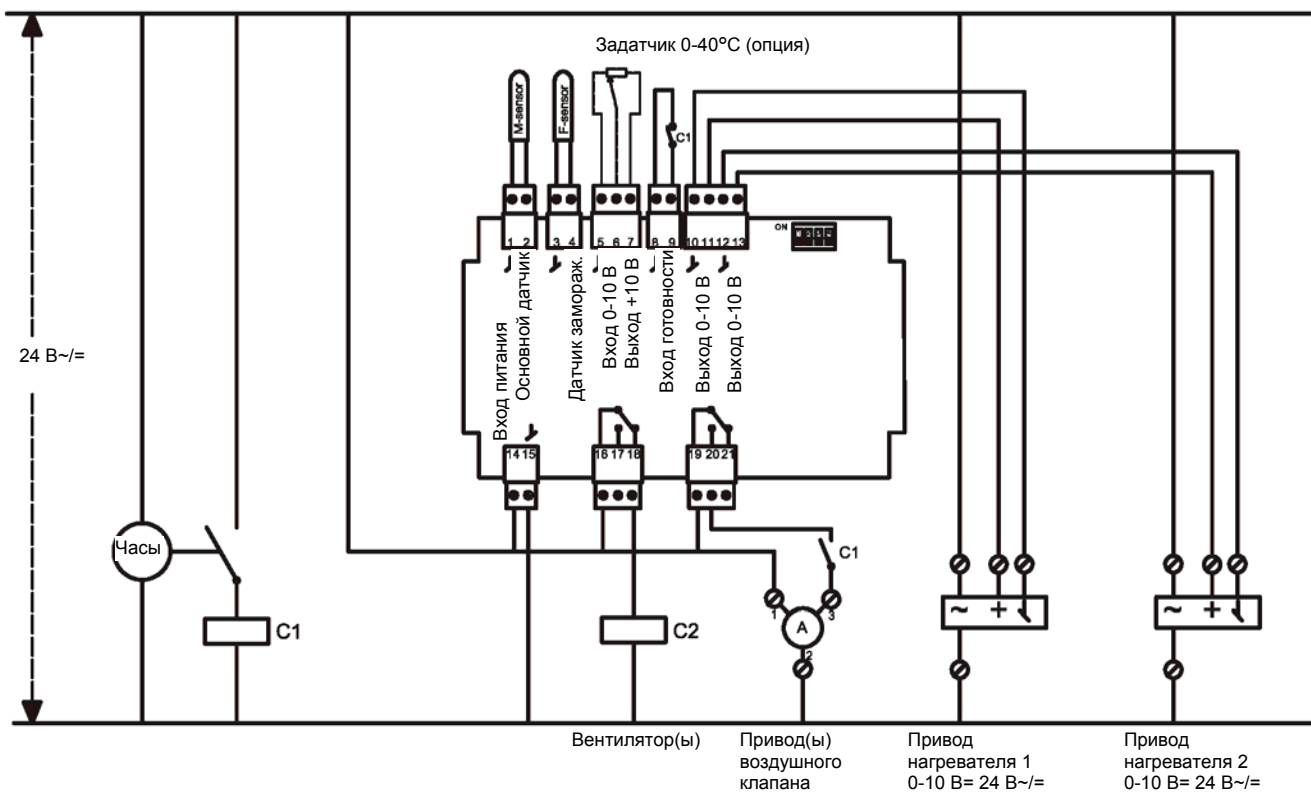 Задатчик 0-40°C (опция)
M-sensor
F-sensor
C1
ON
1 2 3 4 5 6 7 8 9 10 11 12 13
Вход питания
Основной датчик
Датчик замораж.
Вход 0-10 В
Выход +10 В
Вход готовности
Выход 0-10 В
Выход 0-10 В
24 В~/=
14 15 16 17 18 19 20 21
Часы
C1
C2
C1
1 3
A
2
~ +
~ +
Вентилятор(ы)
Привод(ы)
воздушного
клапана
Привод
нагревателя 1
0-10 В= 24 В~/=
Привод
нагревателя 2
0-10 В= 24 В~/=